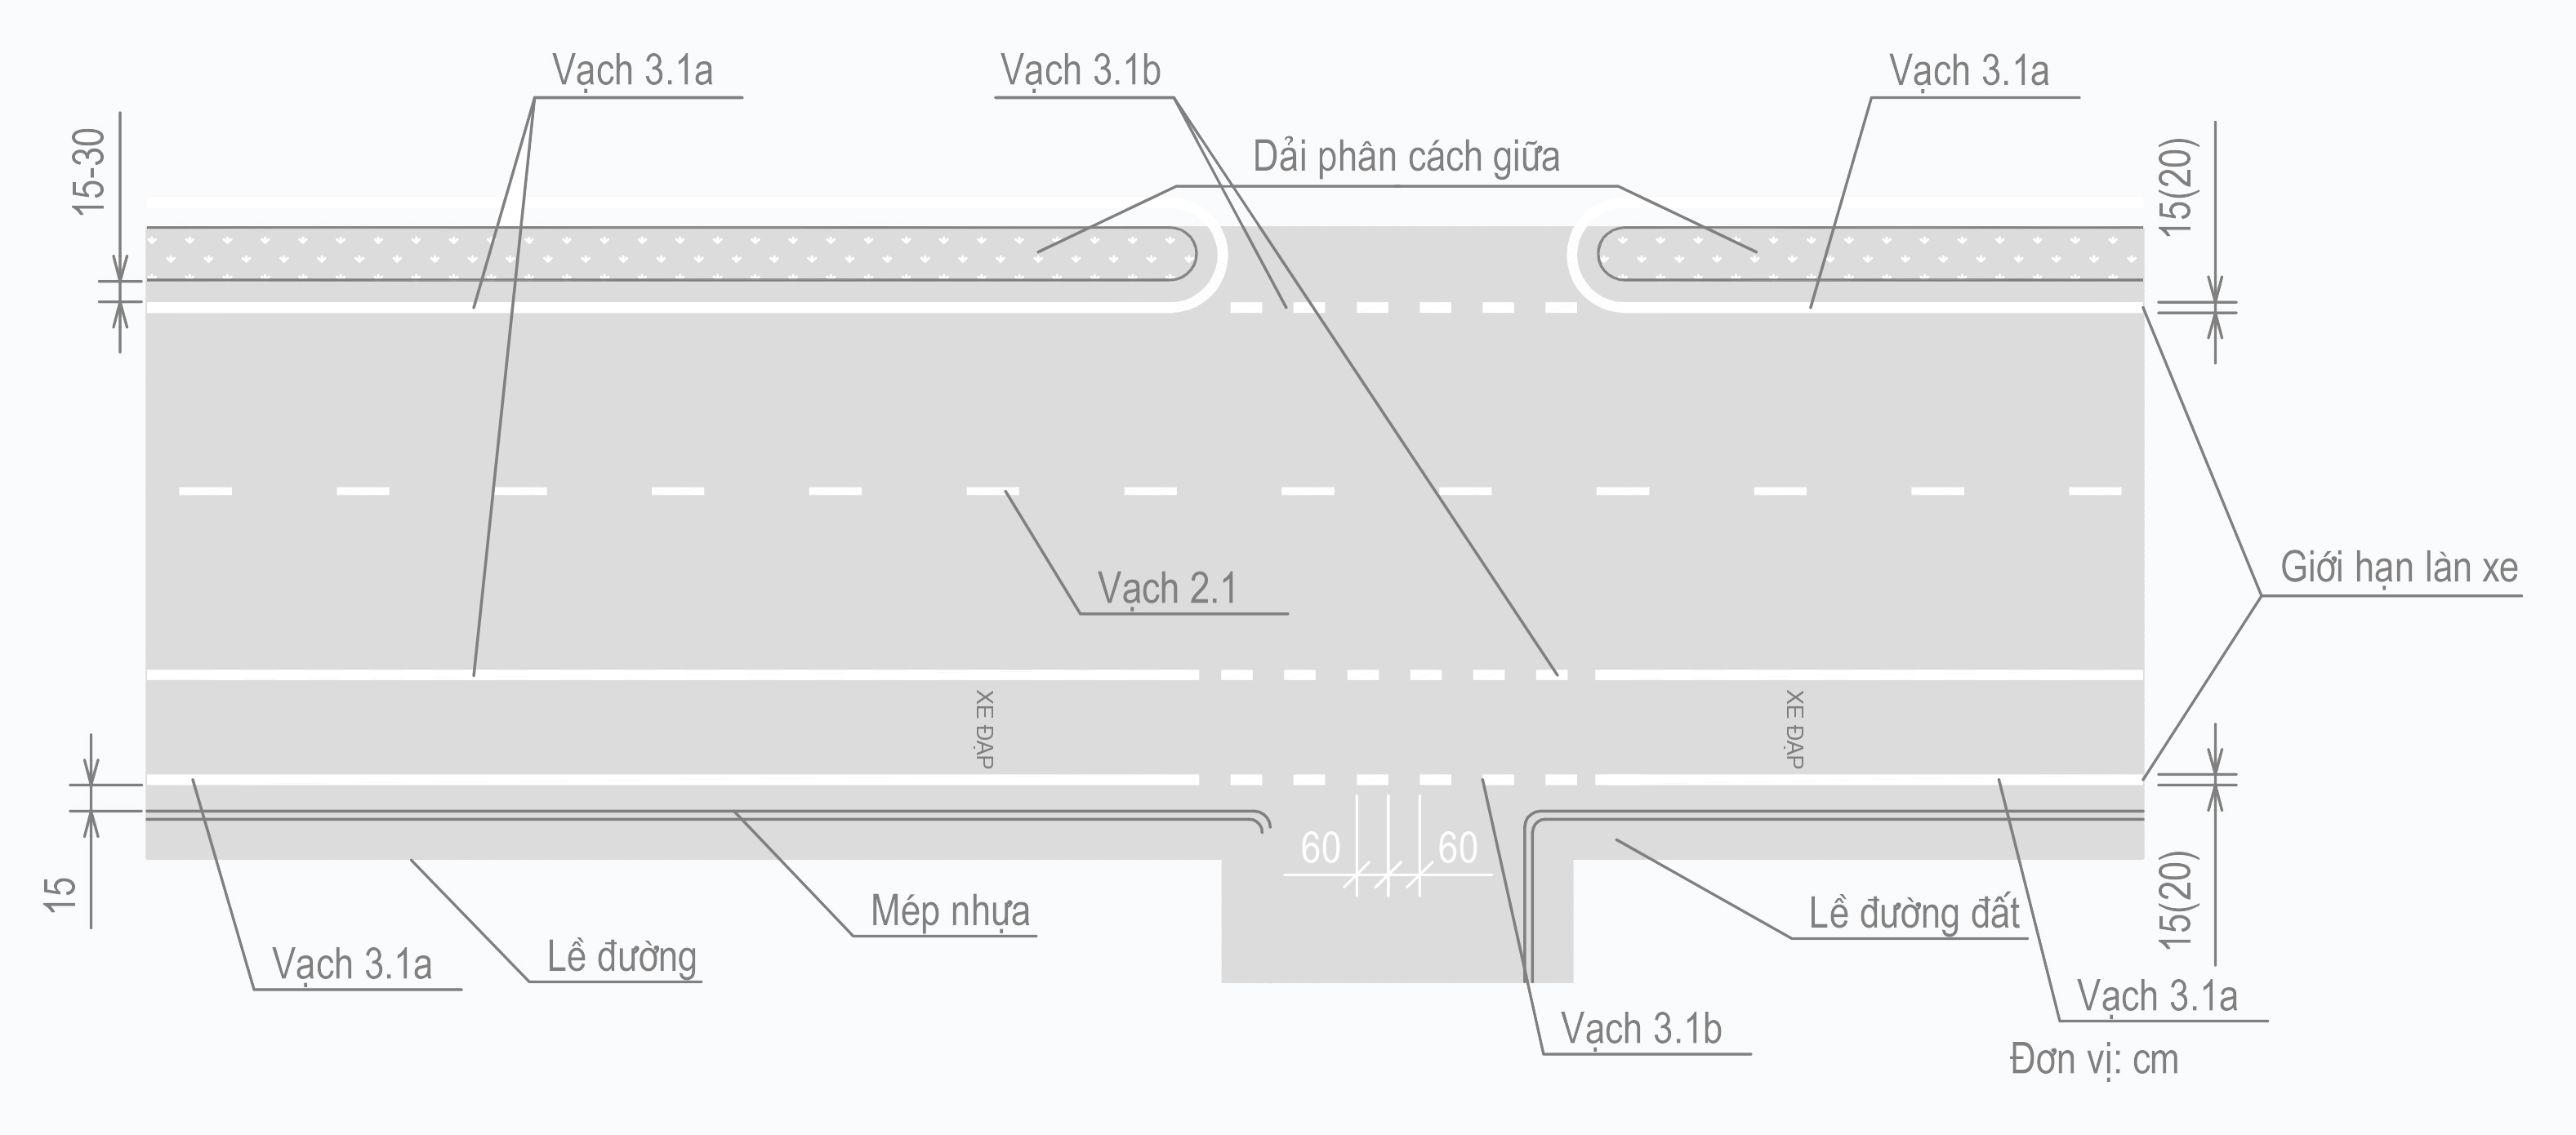 Vạch 3.1a
Vạch 3.1b
Vạch 3.1a
15-30
Dải phân cách giữa
15(20)
Giới hạn làn xe
Vạch 2.1
XE ĐẠP
XE ĐẠP
60
60
15
Mép nhựa
Lề đường đất
15(20)
Vạch 3.1a
Lề đường
Vạch 3.1a
Vạch 3.1b
Đơn vị: cm